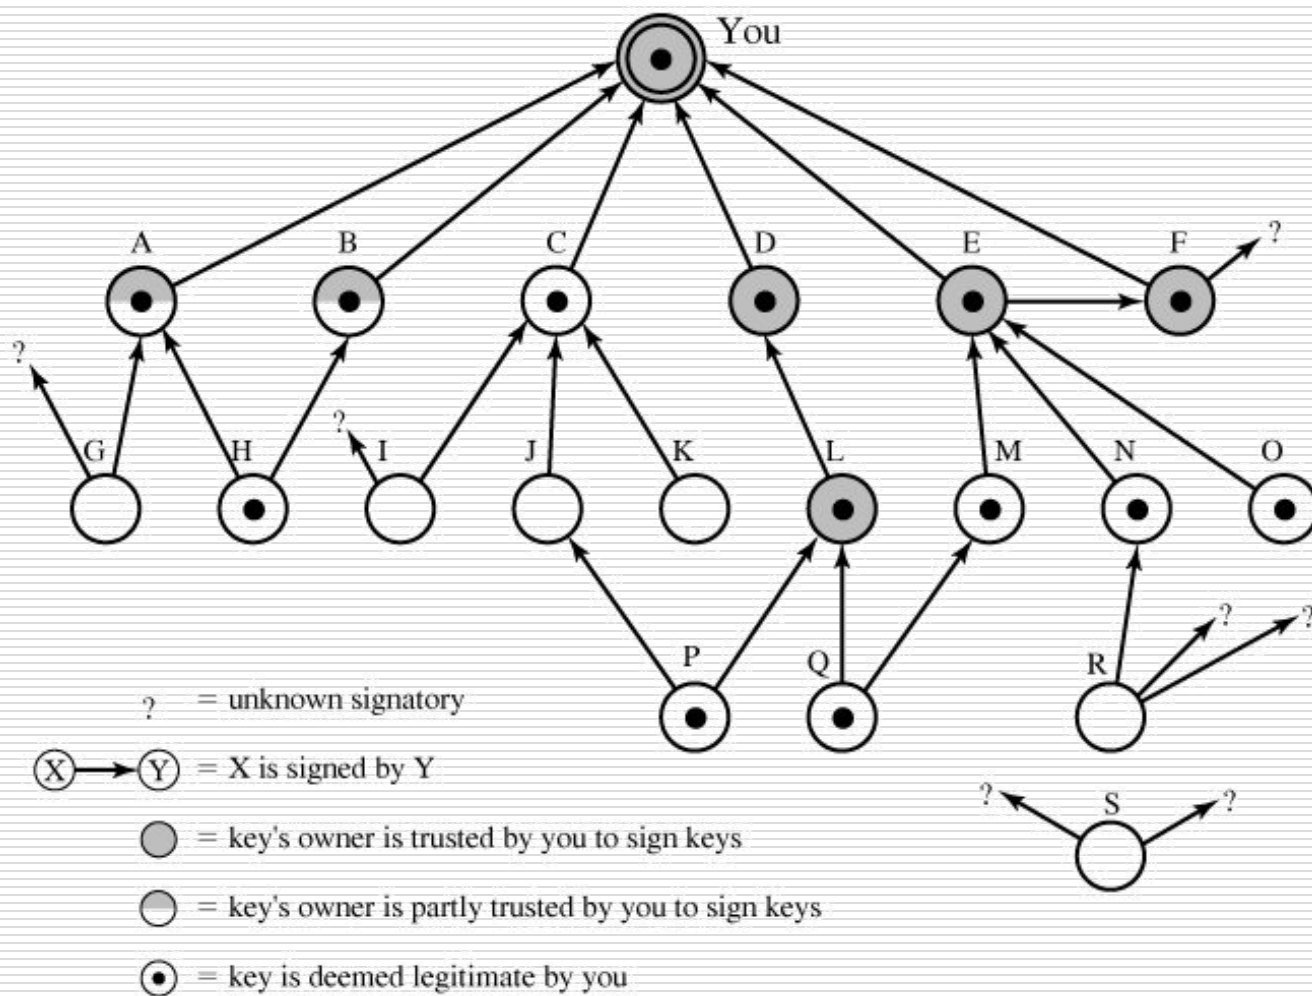 You
A B C D E F ?
?
?
G H I J K L M N O
P Q R ? ?
? = unknown signatory
X Y = X is signed by Y
? S ?
= key's owner is trusted by you to sign keys
= key's owner is partly trusted by you to sign keys
= key is deemed legitimate by you